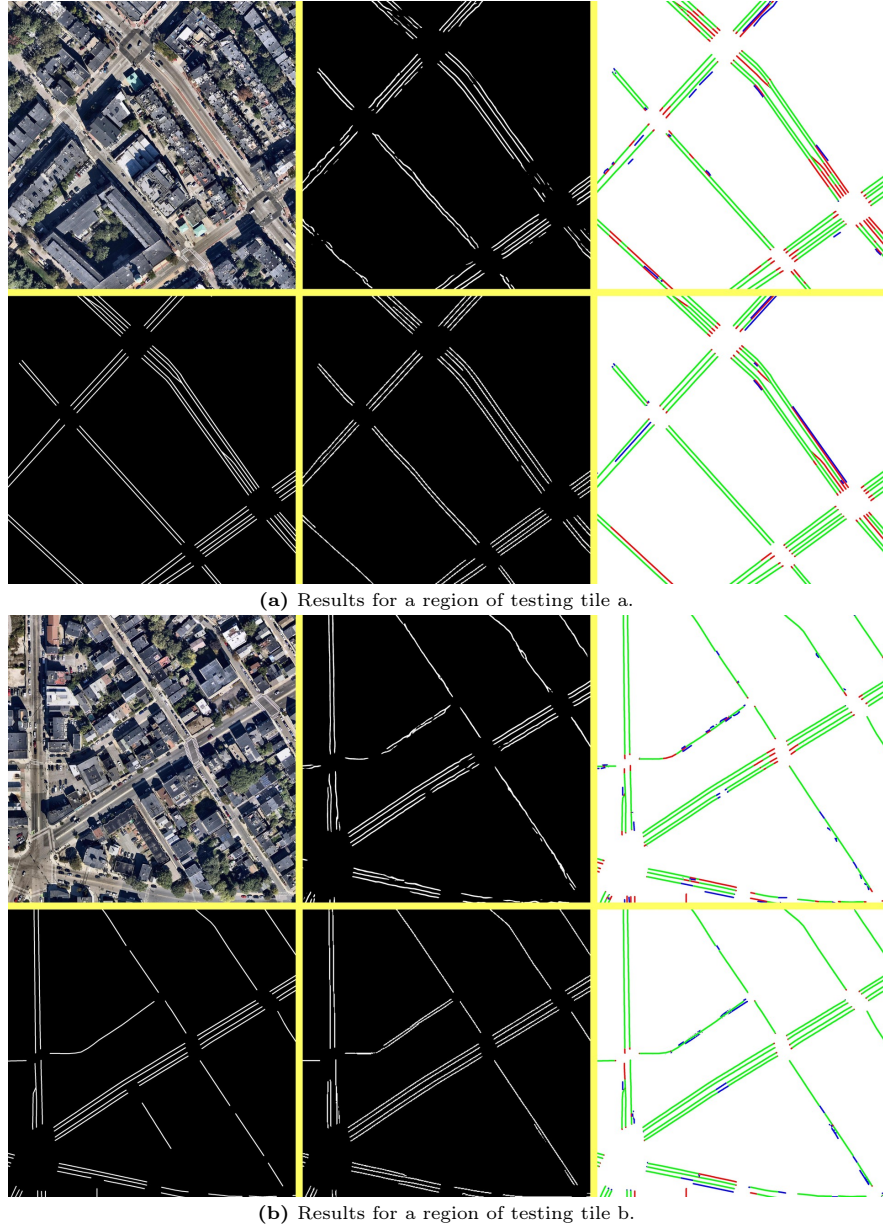 (a) Results for a region of testing tile a.
(b) Results for a region of testing tile b.